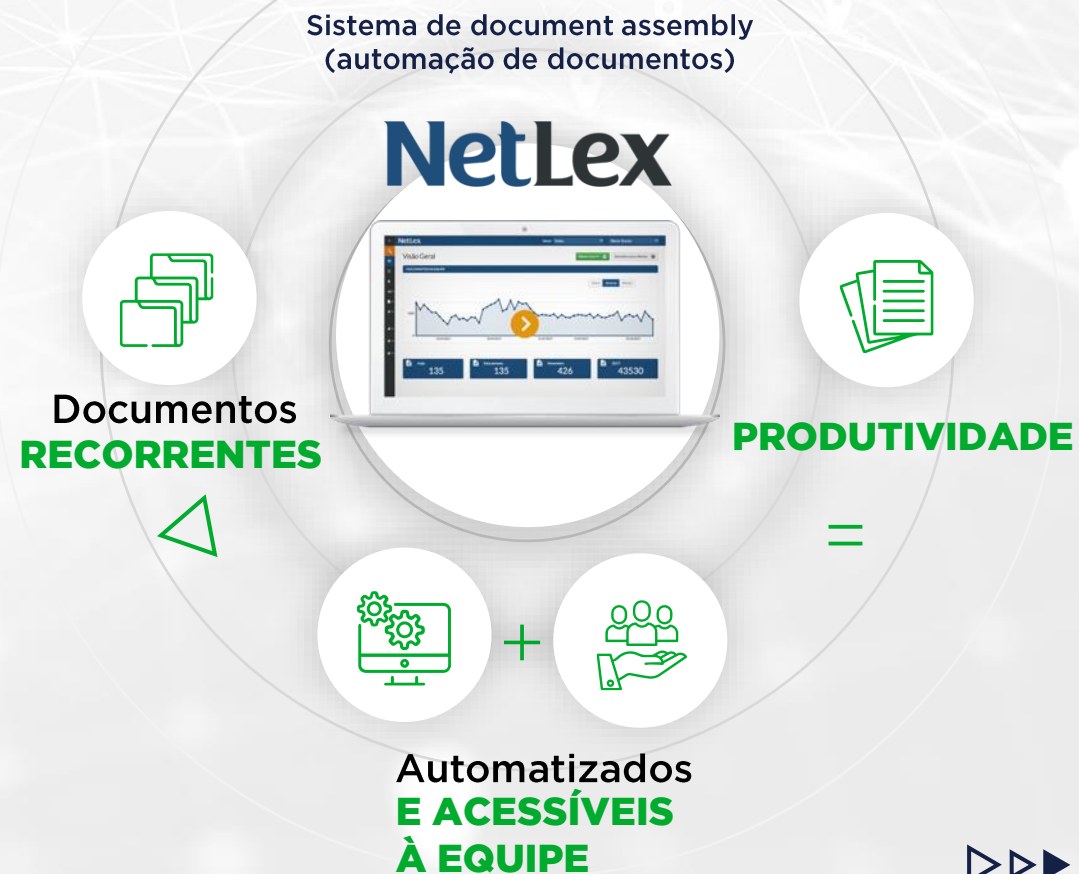 Sistema de document assembly
(automação de documentos)
NetLex
NetLex
Visão Geral
135
135
426
43530
Documentos
RECORRENTES
PRODUTIVIDADE
=
+
Automatizados
E ACESSÍVEIS
À EQUIPE